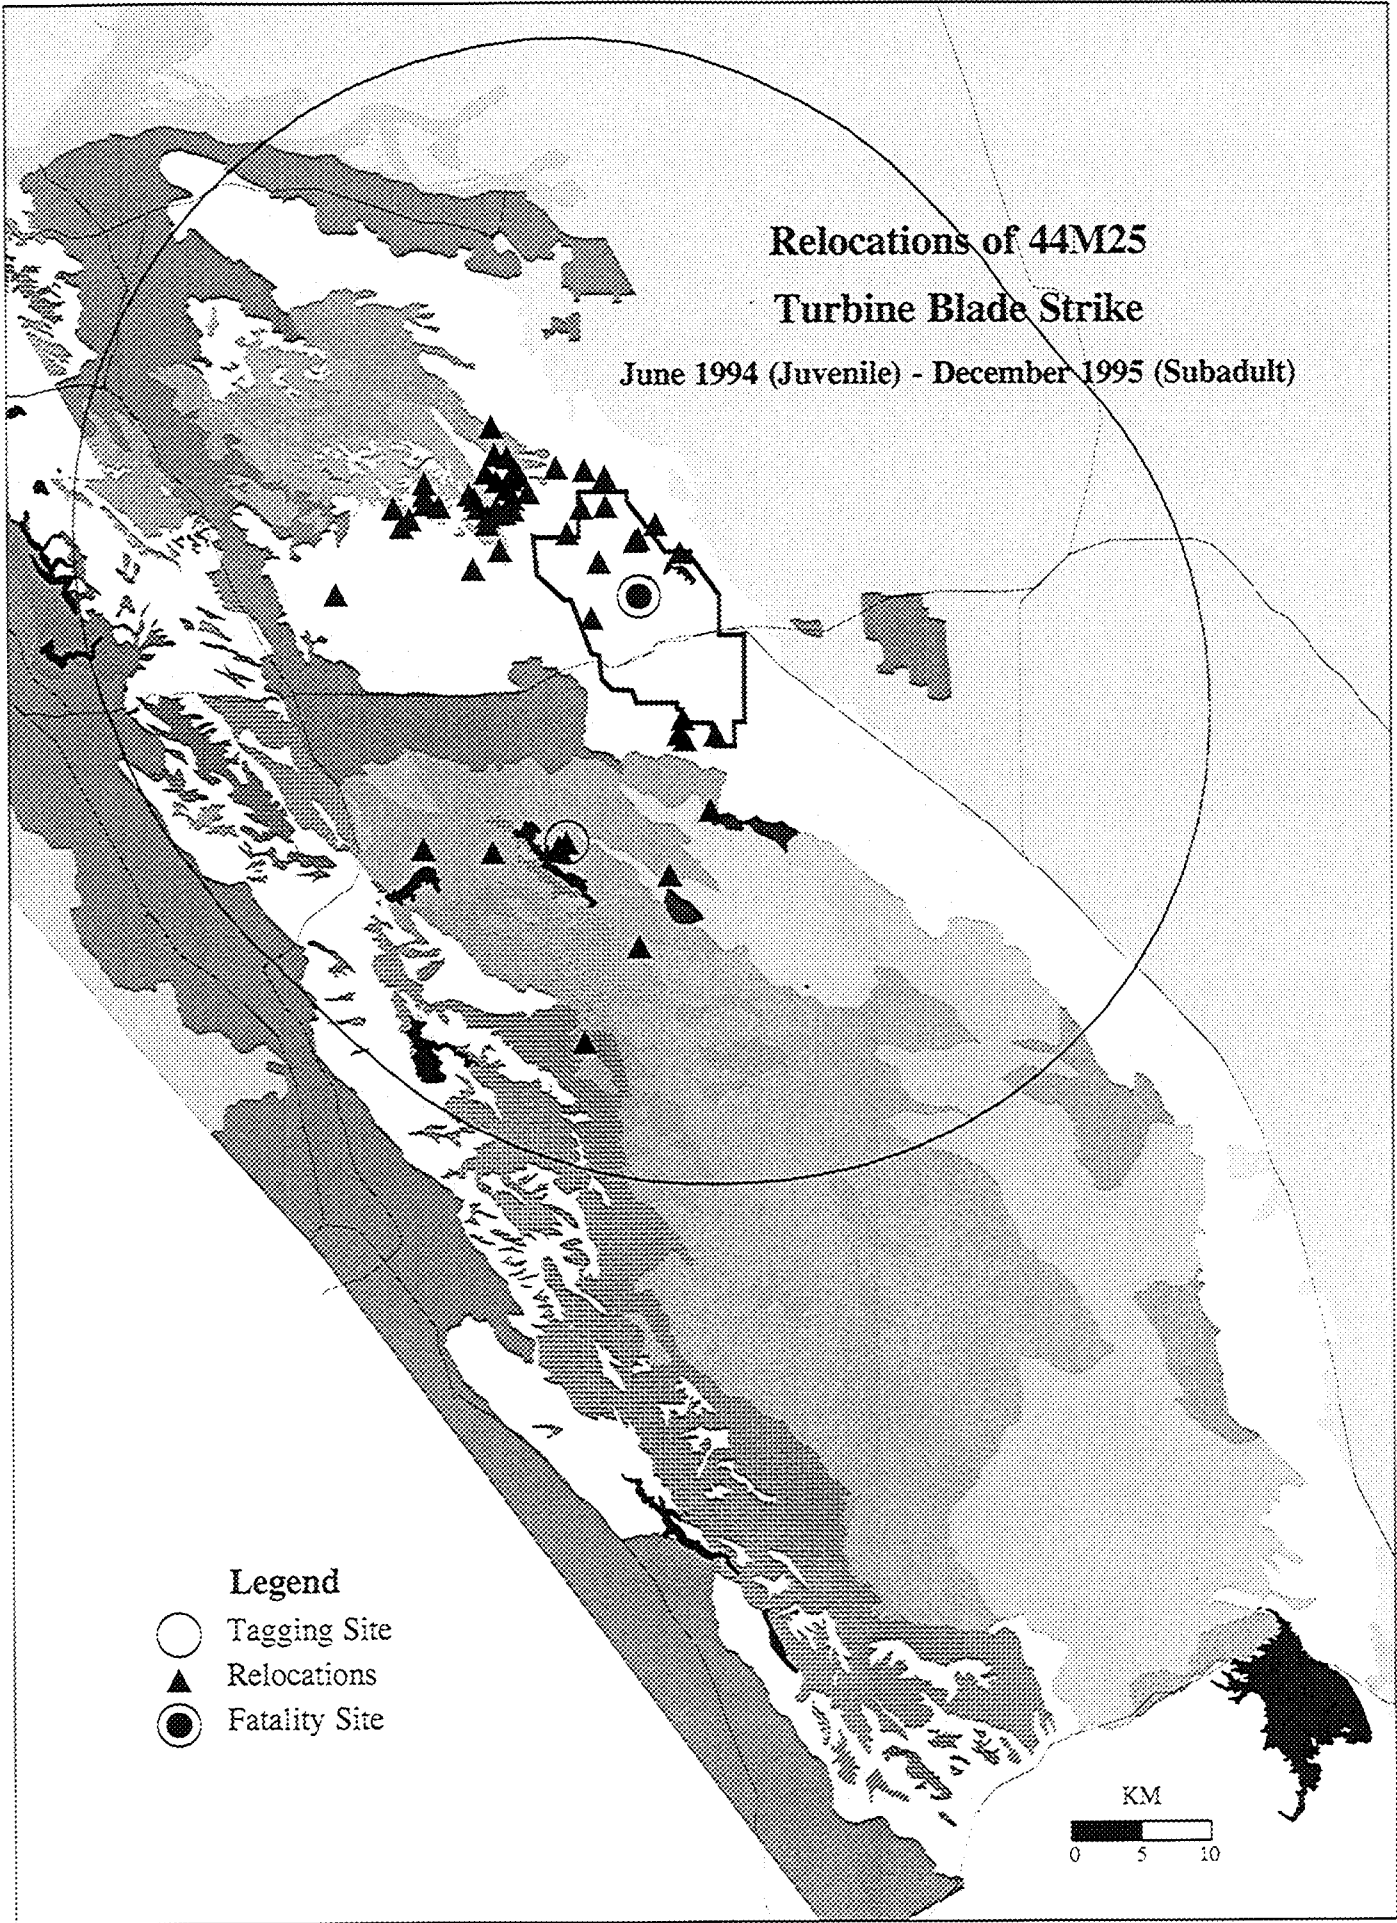 Relocations of 44M25
Turbine Blade Strike
June 1994 (Juvenile) - December 1995 (Subadult)
Legend
Tagging Site
Relocations
Fatality Site
KM
0 5 10